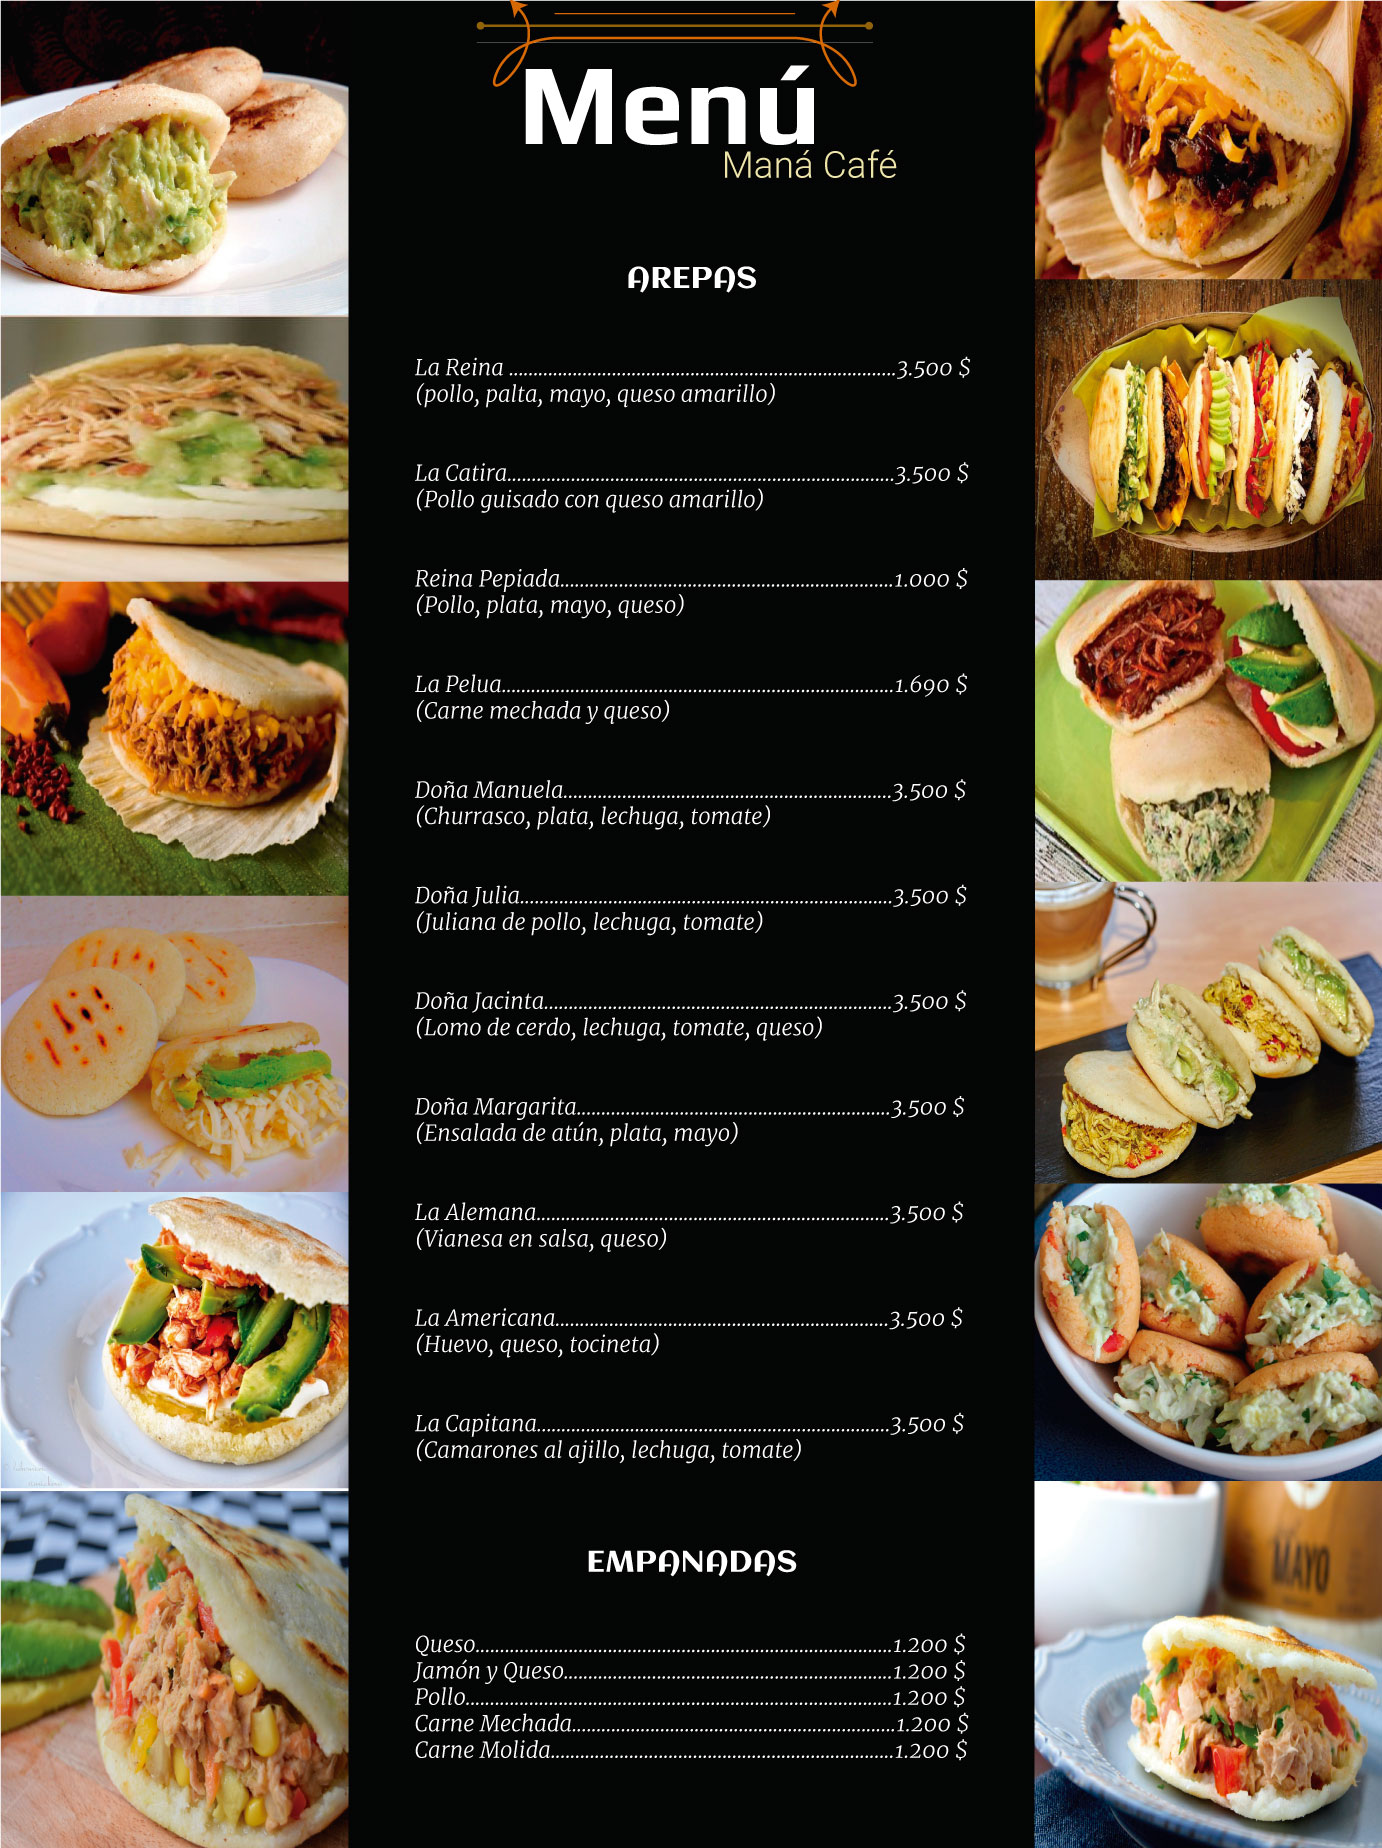 Menú
Maná Café
AREPAS
La Reina ....................................................................................3.500 $
(pollo, palta, mayo, queso amarillo)
La Catira...............................................................................3.500 $
(Pollo guisado con queso amarillo)
Reina Pepiada....................................................................1.000 $
(Pollo, plata, mayo, queso)
La Pelua................................................................................1.690 $
(Carne mechada y queso)
Doña Manuela...................................................................3.500 $
(Churrasco, plata, lechuga, tomate)
Doña Julia............................................................................3.500 $
(Juliana de pollo, lechuga, tomate)
Doña Jacinta.......................................................................3.500 $
(Lomo de cerdo, lechuga, tomate, queso)
Doña Margarita................................................................3.500 $
(Ensalada de atún, plata, mayo)
La Alemana........................................................................3.500 $
(Vianesa en salsa, queso)
La Americana....................................................................3.500 $
(Huevo, queso, tocineta)
La Capitana........................................................................3.500 $
(Camarones al ajillo, lechuga, tomate)
EMPANADAS
Queso.....................................................................................1.200 $
Jamón y Queso...................................................................1.200 $
Pollo.......................................................................................1.200 $
Carne Mechada..................................................................1.200 $
Carne Molida......................................................................1.200 $
MAYO